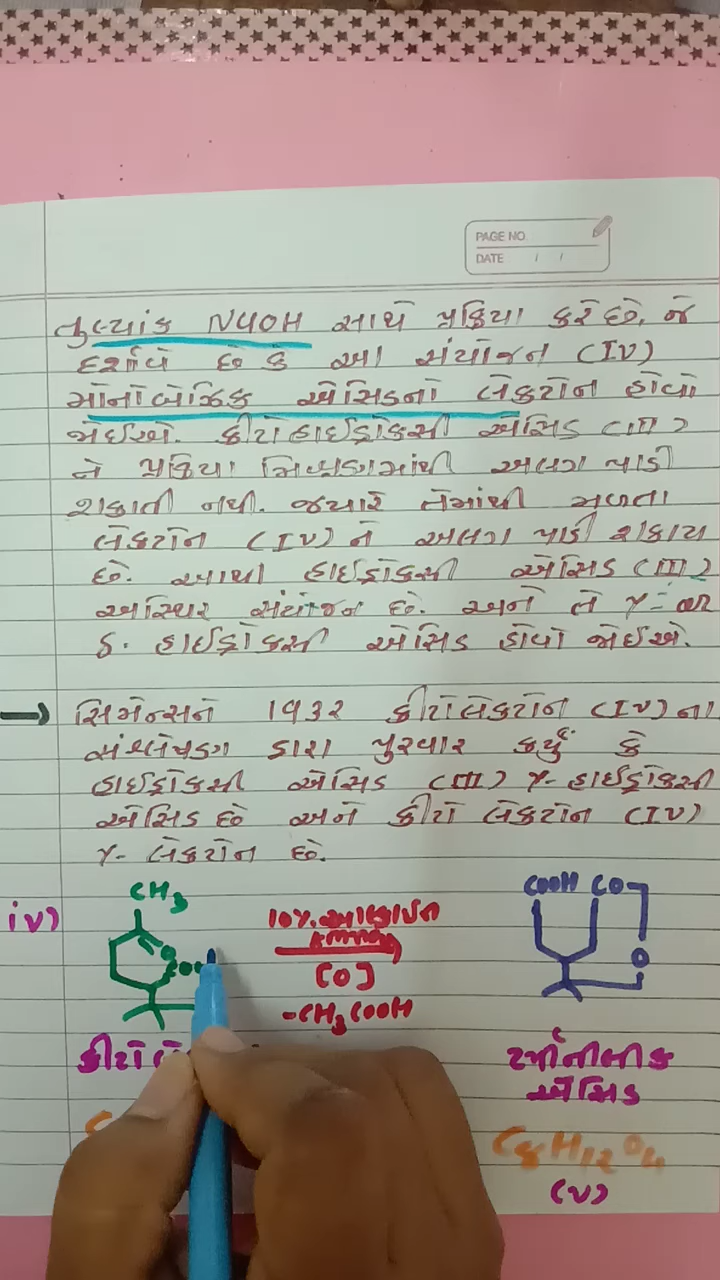 PAGE NO.
DATE / /
તુલ્યાંક NaOH સાથે પ્રક્રિયા કરે છે. જે
દર્શાવે છે કે આ સંયોજન (IV)
મોનોબેઝિક એસિડનો લેક્ટોન હોવો
જોઈએ. કીટોહાઈડ્રોક્સી એસિડ (III)
ને પ્રક્રિયા મિશ્રણમાંથી અલગ પાડી
શકાતી નથી. જ્યારે તેમાંથી મળતા
લેક્ટોન (IV) ને અલગ પાડી શકાય
છે. આથી હાઈડ્રોક્સી એસિડ (III)
અસ્થિર સંયોજન છે. અને તે γ- or
δ- હાઈડ્રોક્સી એસિડ હોવો જોઈએ.
→ સિમેન્સને 1932 કીટોલેક્ટોન (IV) ના
સંશ્લેષણ દ્વારા પુરવાર કર્યું કે
હાઈડ્રોક્સી એસિડ (III) γ- હાઈડ્રોક્સી
એસિડ છે અને કીટો લેક્ટોન (IV)
γ- લેક્ટોન છે.
iv)
CH₃
O
10% આલ્કાઈન
KMnO₄
[O]
-CH₃COOH
COOH CO
O
કીટો
ટર્પેનીલીક
એસિડ
C₈H₁₂O₄
(V)